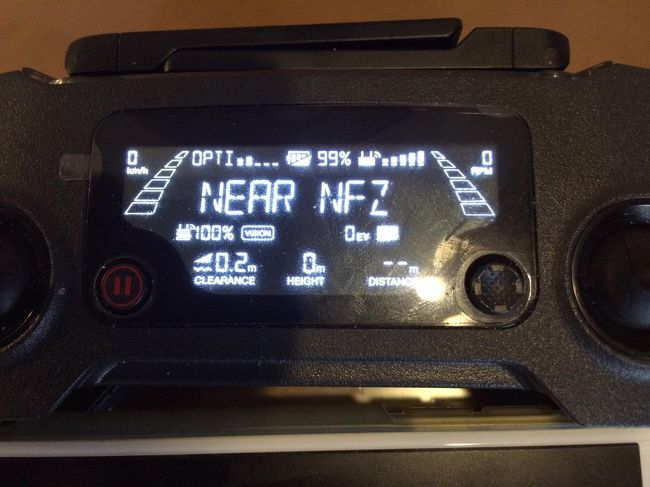 0 OPTI 99% 0
km/h RPM
NEAR NFZ
100% VISION 0EV
0.2m 0m --m
CLEARANCE HEIGHT DISTANCE